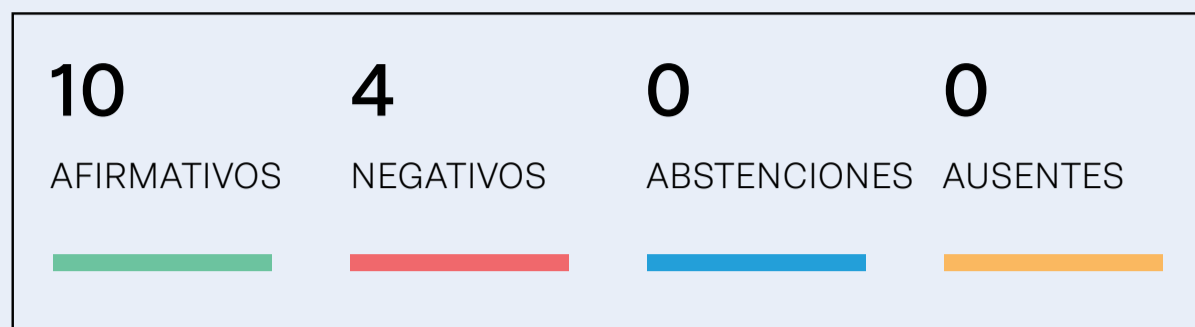 10 4 0 0
AFIRMATIVOS NEGATIVOS ABSTENCIONES AUSENTES